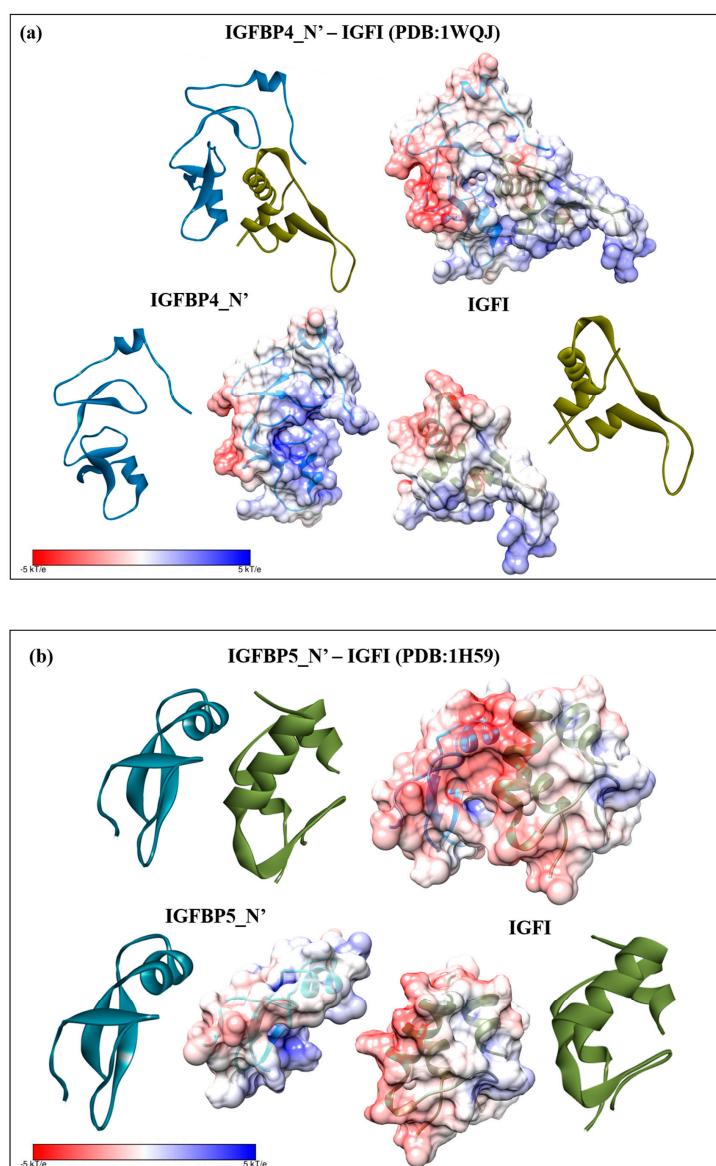 (a)
IGFBP4_N’ – IGFI (PDB:1WQJ)
IGFBP4_N’
IGFI
-5 kT/e
5 kT/e
(b)
IGFBP5_N’ – IGFI (PDB:1H59)
IGFBP5_N’
IGFI
-5 kT/e
5 kT/e